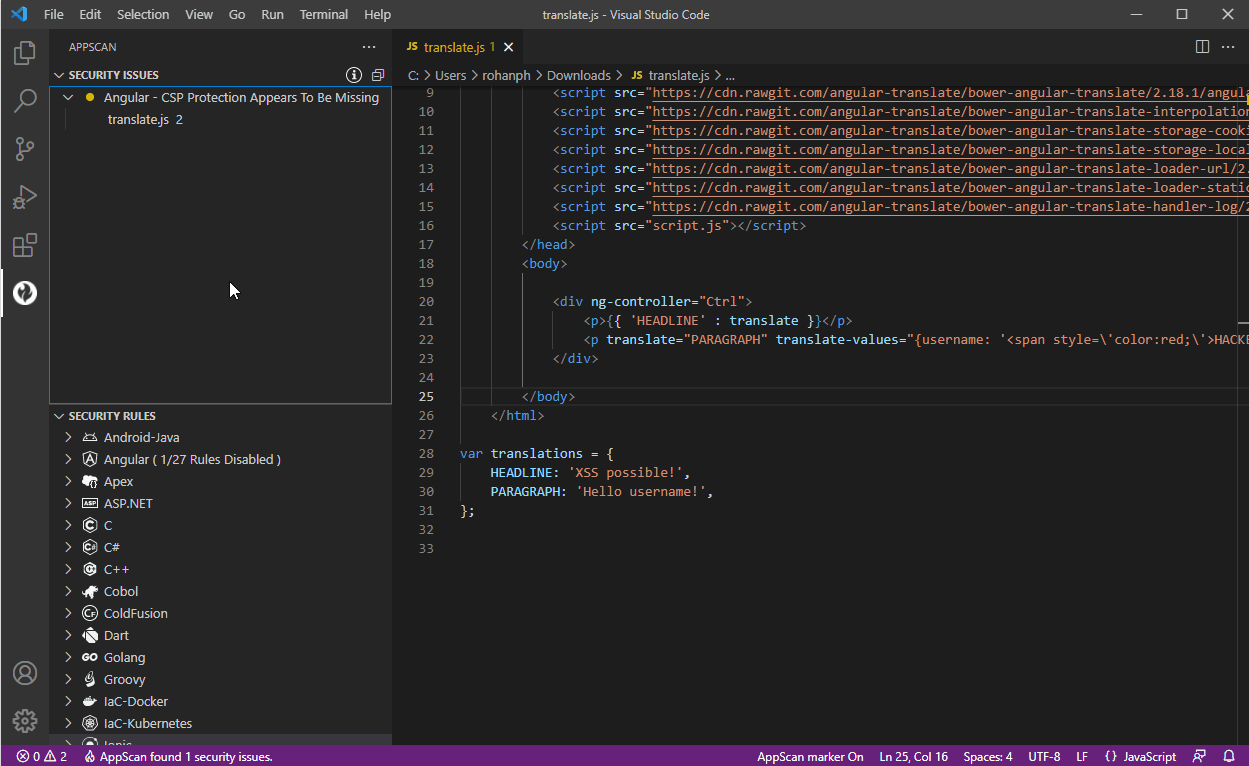 File Edit Selection View Go Run Terminal Help translate.js - Visual Studio Code
APPSCAN
JS translate.js 1
SECURITY ISSUES
C: > Users > rohanph > Downloads > JS translate.js > ...
Angular - CSP Protection Appears To Be Missing
translate.js 2
9 <script src="https://cdn.rawgit.com/angular-translate/bower-angular-translate/2.18.1/angula
10 <script src="https://cdn.rawgit.com/angular-translate/bower-angular-translate-interpolation
11 <script src="https://cdn.rawgit.com/angular-translate/bower-angular-translate-storage-cooki
12 <script src="https://cdn.rawgit.com/angular-translate/bower-angular-translate-storage-local
13 <script src="https://cdn.rawgit.com/angular-translate/bower-angular-translate-loader-url/2.
14 <script src="https://cdn.rawgit.com/angular-translate/bower-angular-translate-loader-static
15 <script src="https://cdn.rawgit.com/angular-translate/bower-angular-translate-handler-log/2
16 <script src="script.js"></script>
17 </head>
18 <body>
19
20 <div ng-controller="Ctrl">
21 <p>{{ 'HEADLINE' : translate }}</p>
22 <p translate="PARAGRAPH" translate-values="{username: '<span style=\'color:red;\'>HACKE
23 </div>
24
25 </body>
26 </html>
27
28 var translations = {
29 HEADLINE: 'XSS possible!',
30 PARAGRAPH: 'Hello username!',
31 };
32
33
SECURITY RULES
Android-Java
Angular ( 1/27 Rules Disabled )
Apex
ASP ASP.NET
C
C#
C++
Cobol
ColdFusion
Dart
GO Golang
Groovy
IaC-Docker
IaC-Kubernetes
Ionic
0 2 AppScan found 1 security issues. AppScan marker On Ln 25, Col 16 Spaces: 4 UTF-8 LF {} JavaScript